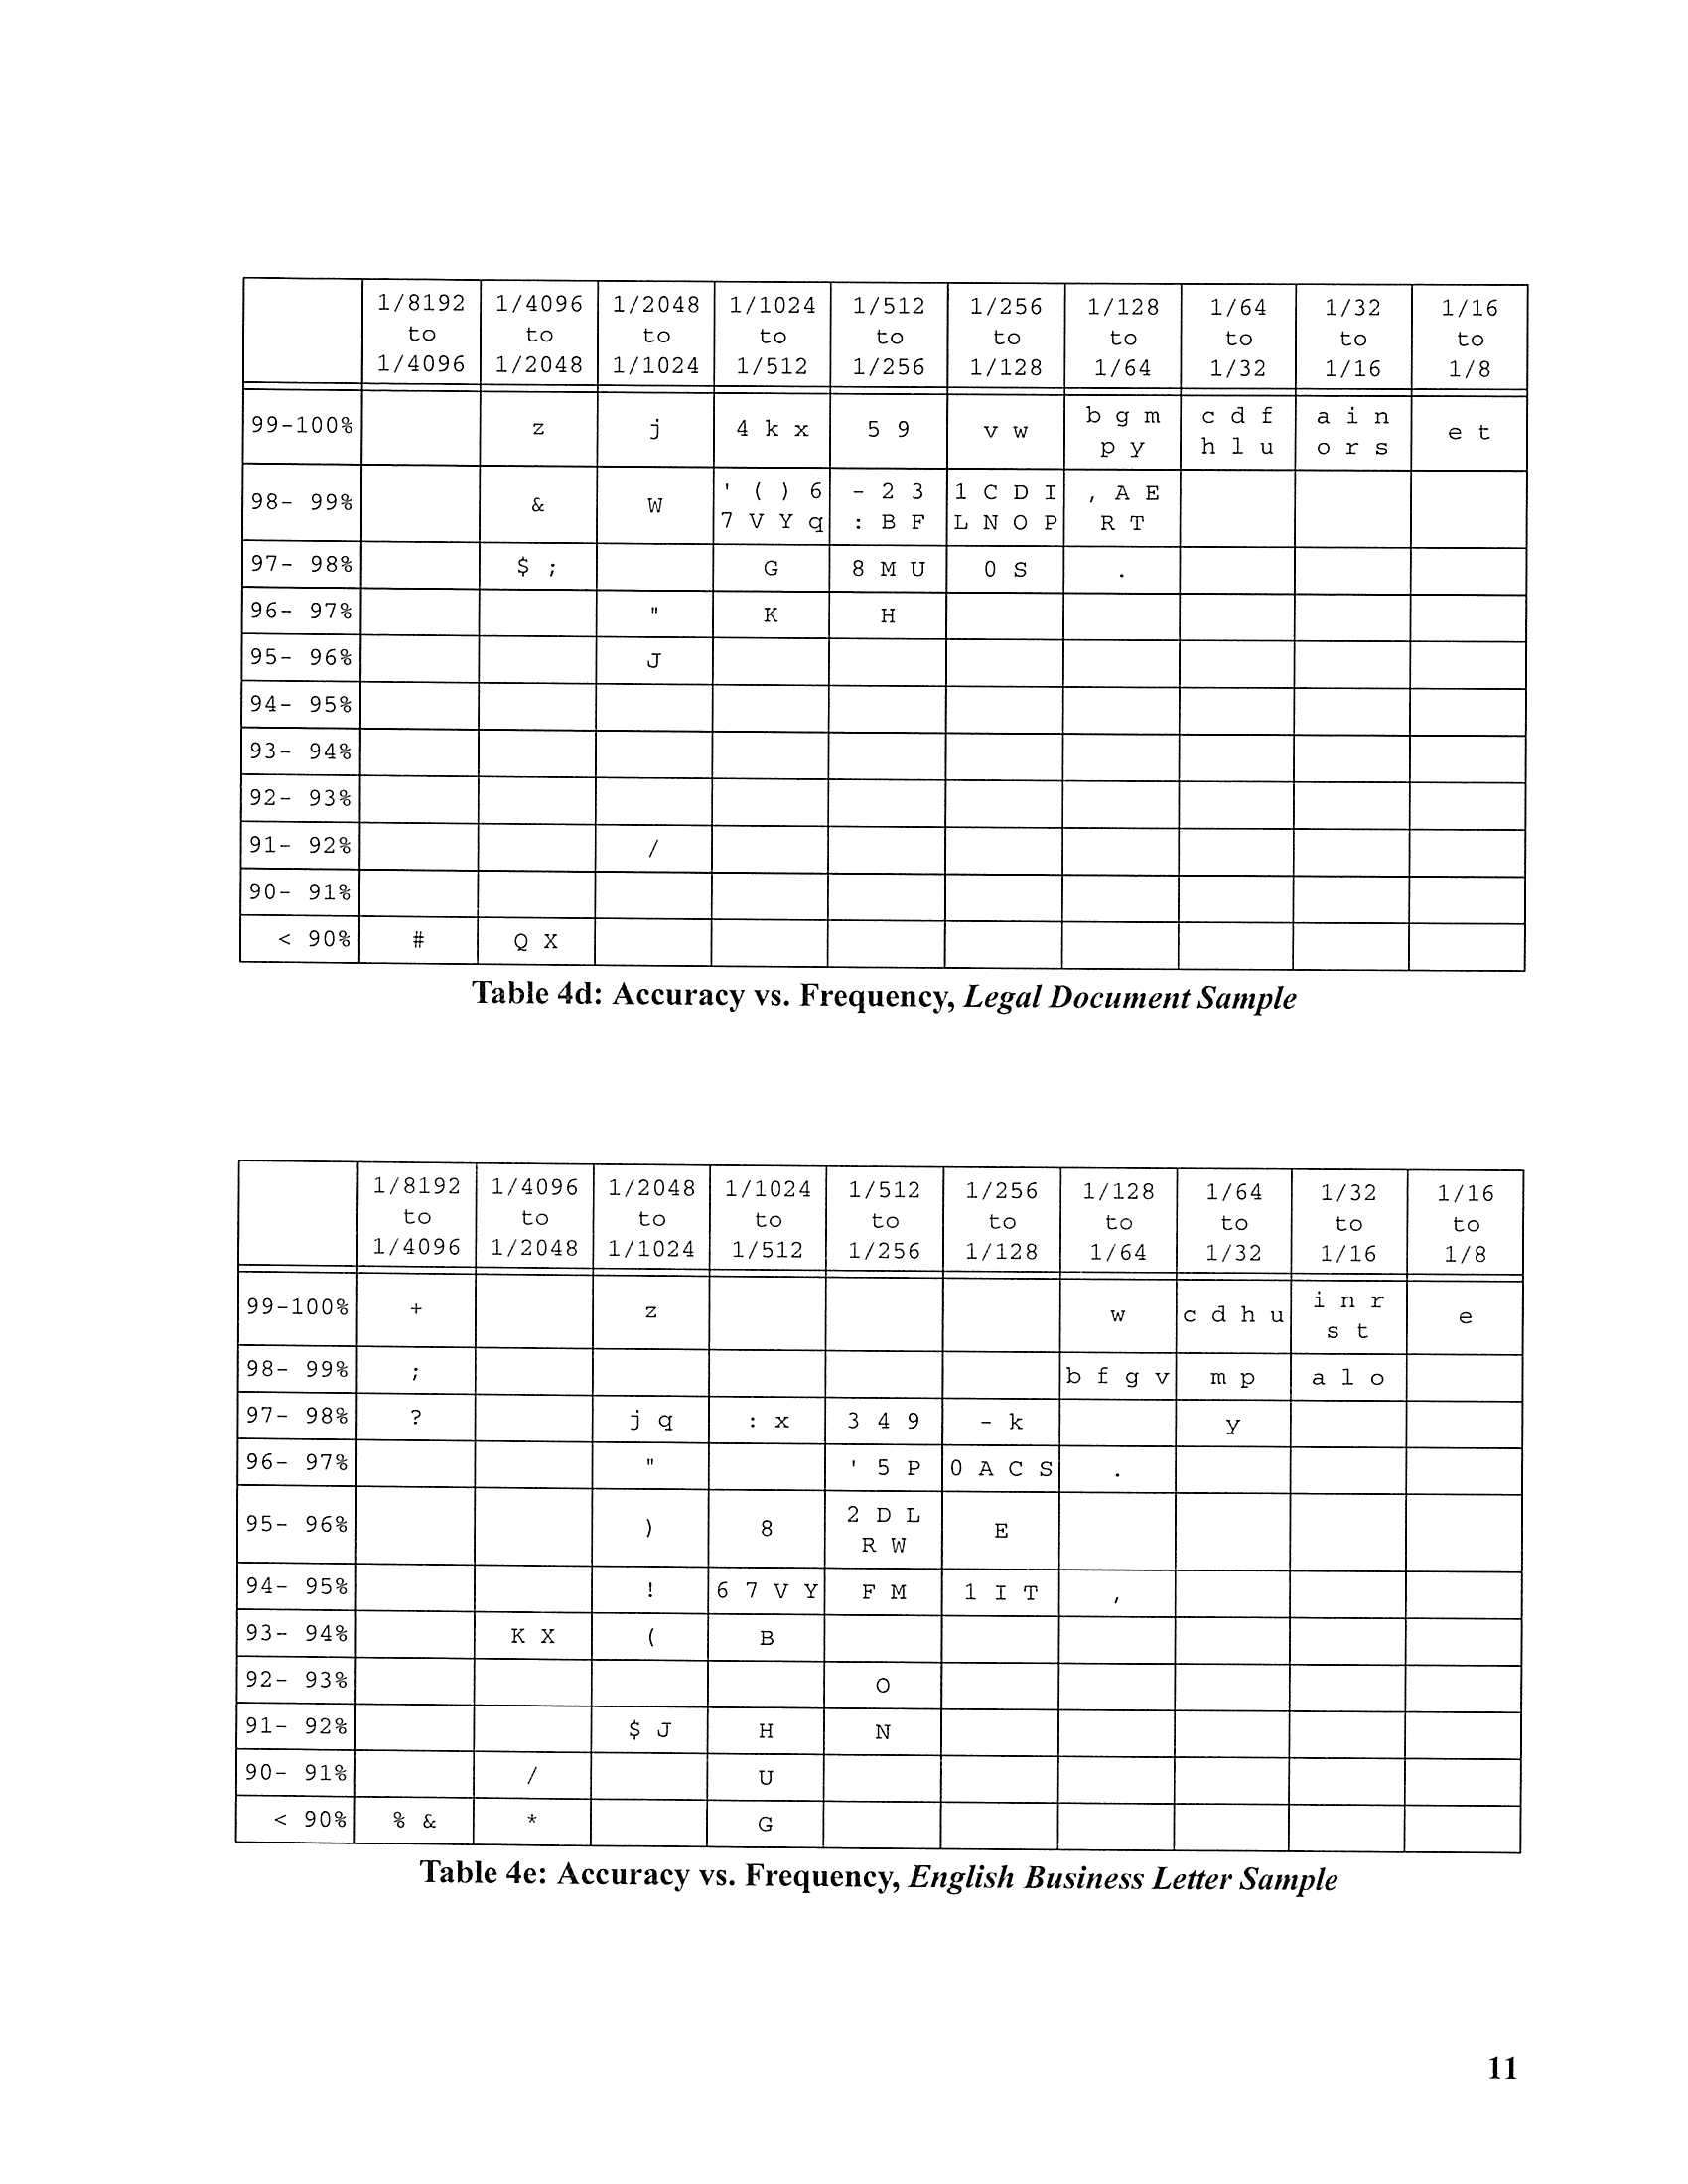 1/8192 1/4096 1/2048 1/1024 1/512 1/256 1/128 1/64 1/32 1/16
to to to to to to to to to to
1/4096 1/2048 1/1024 1/512 1/256 1/128 1/64 1/32 1/16 1/8
99-100% z j 4 k x 5 9 v w b g m c d f a i n e t
p y h l u o r s
98- 99% & W ' ( ) 6 - 2 3 1 C D I , A E
7 V Y q : B F L N O P R T
97- 98% $ ; G 8 M U 0 S .
96- 97% " K H
95- 96% J
94- 95%
93- 94%
92- 93%
91- 92% /
90- 91%
< 90% # Q X
Table 4d: Accuracy vs. Frequency, Legal Document Sample
1/8192 1/4096 1/2048 1/1024 1/512 1/256 1/128 1/64 1/32 1/16
to to to to to to to to to to
1/4096 1/2048 1/1024 1/512 1/256 1/128 1/64 1/32 1/16 1/8
99-100% + z w c d h u i n r e
s t
98- 99% ; b f g v m p a l o
97- 98% ? j q : x 3 4 9 - k y
96- 97% " ' 5 P 0 A C S .
95- 96% ) 8 2 D L E
R W
94- 95% ! 6 7 V Y F M 1 I T ,
93- 94% K X ( B
92- 93% O
91- 92% $ J H N
90- 91% / U
< 90% % & * G
Table 4e: Accuracy vs. Frequency, English Business Letter Sample
11